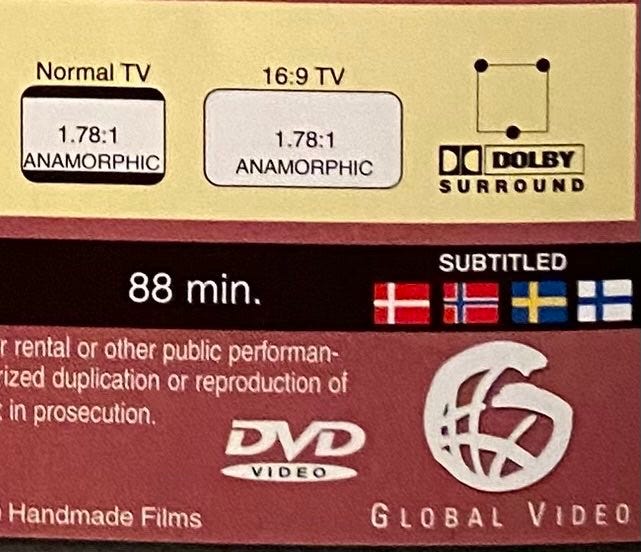 Normal TV
16:9 TV
1.78:1
ANAMORPHIC
1.78:1
ANAMORPHIC
DOLBY
SURROUND
88 min.
SUBTITLED
r rental or other public performan-
rized duplication or reproduction of
in prosecution.
DVD
VIDEO
Handmade Films
GLOBAL VIDEO